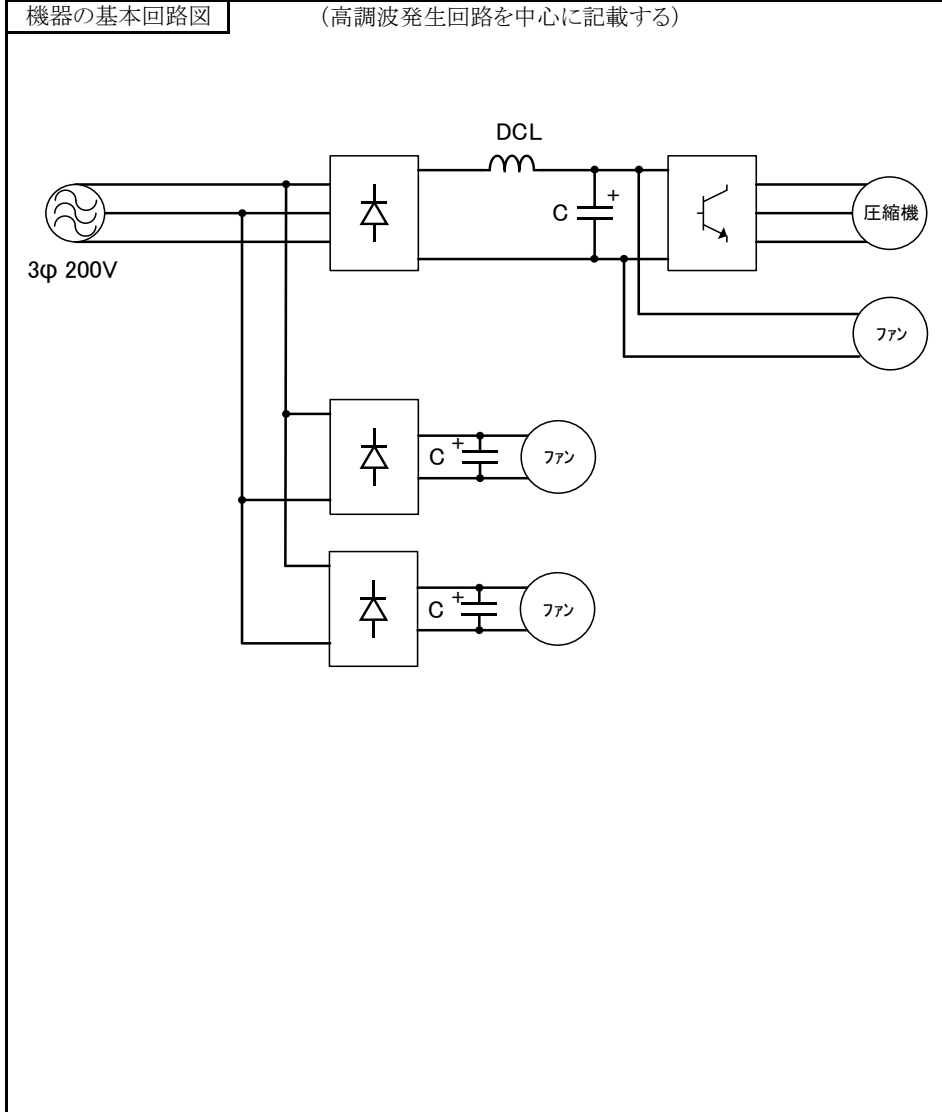 機器の基本回路図 (高調波発生回路を中心に記載する)
DCL
C +
圧縮機
3φ 200V
ファン
C +
ファン
C +
ファン